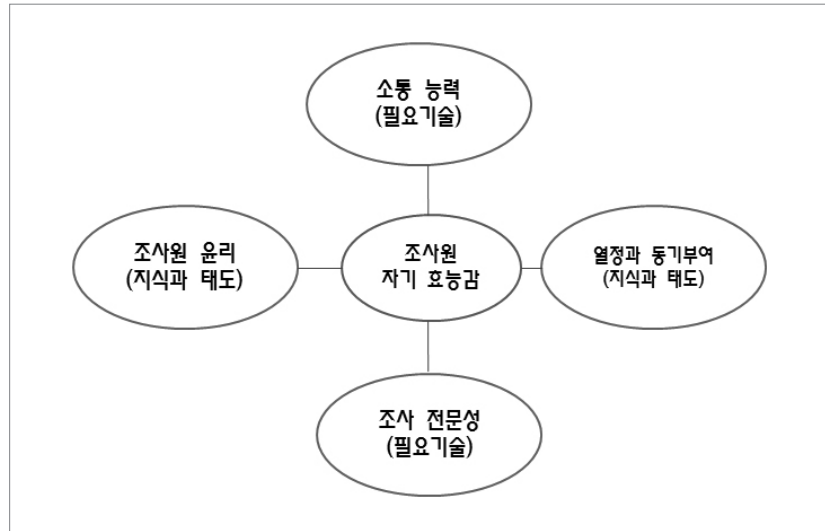 소통 능력
(필요기술)
조사원 윤리
(지식과 태도)
조사원
자기 효능감
열정과 동기부여
(지식과 태도)
조사 전문성
(필요기술)